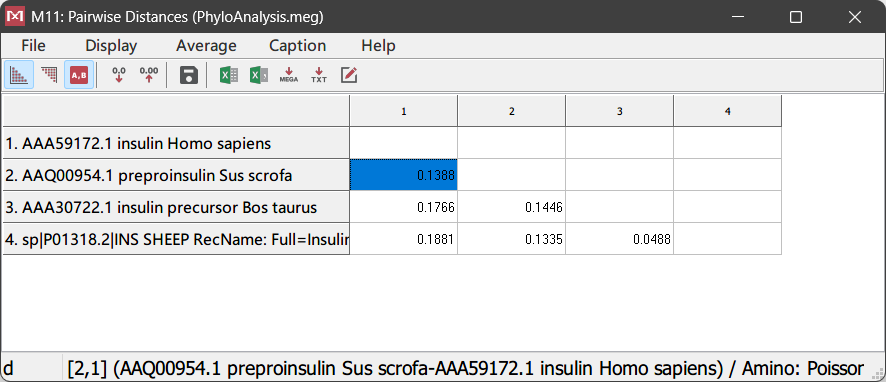 M11: Pairwise Distances (PhyloAnalysis.meg)
File Display Average Caption Help
A,B 0.0 0.00 MEGA TXT
1 2 3 4
1. AAA59172.1 insulin Homo sapiens
2. AAQ00954.1 preproinsulin Sus scrofa 0.1388
3. AAA30722.1 insulin precursor Bos taurus 0.1766 0.1446
4. sp|P01318.2|INS SHEEP RecName: Full=Insulin 0.1881 0.1335 0.0488
d [2,1] (AAQ00954.1 preproinsulin Sus scrofa-AAA59172.1 insulin Homo sapiens) / Amino: Poissor